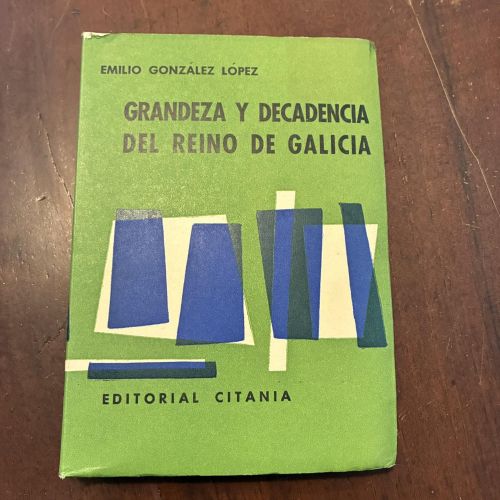 EMILIO GONZÁLEZ LÓPEZ
GRANDEZA Y DECADENCIA
DEL REINO DE GALICIA
EDITORIAL CITANIA